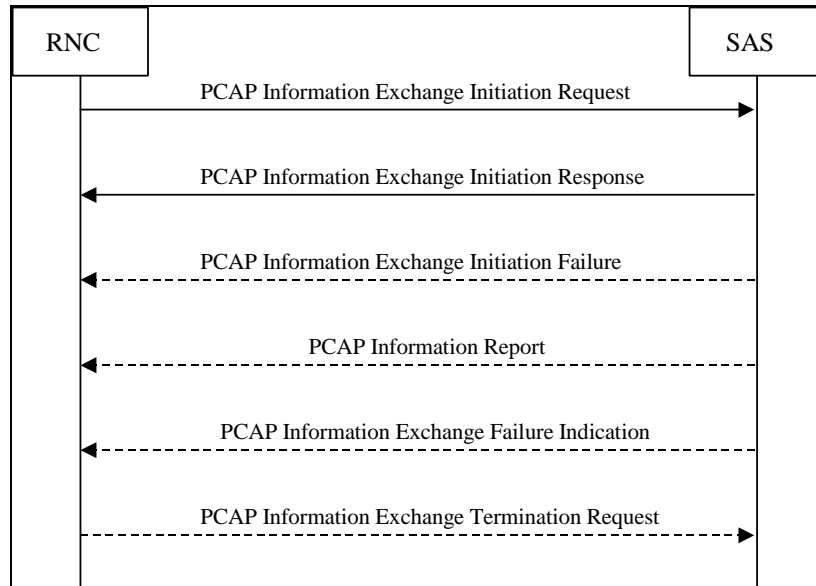 RNC
SAS
PCAP Information Exchange Initiation Request
PCAP Information Exchange Initiation Response
PCAP Information Exchange Initiation Failure
PCAP Information Report
PCAP Information Exchange Failure Indication
PCAP Information Exchange Termination Request